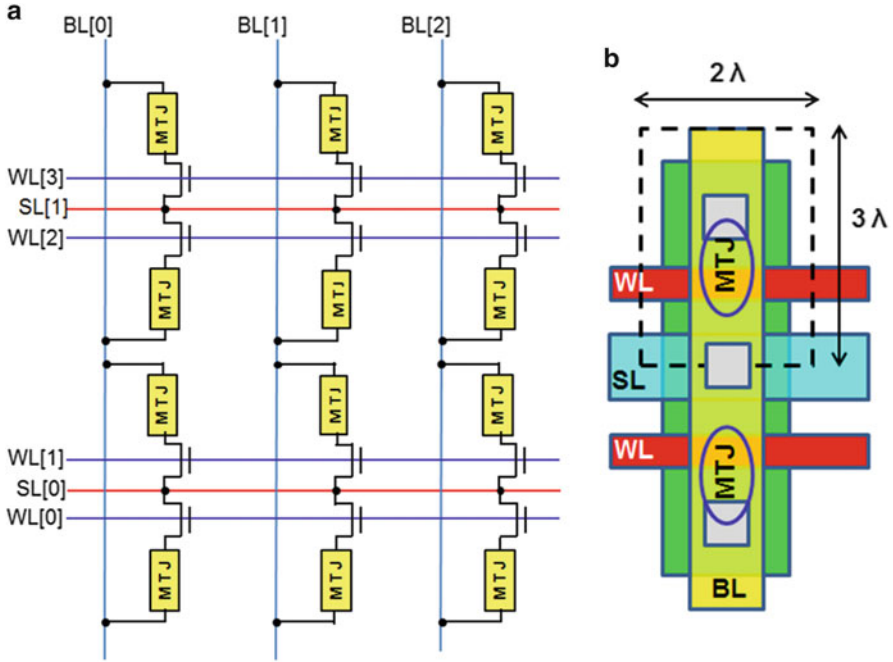 a
BL[0] BL[1] BL[2]
MTJ MTJ MTJ
WL[3]
SL[1]
WL[2]
MTJ MTJ MTJ
MTJ MTJ MTJ
WL[1]
SL[0]
WL[0]
MTJ MTJ MTJ
b
2 λ
3 λ
MTJ
WL
SL
WL
MTJ
BL